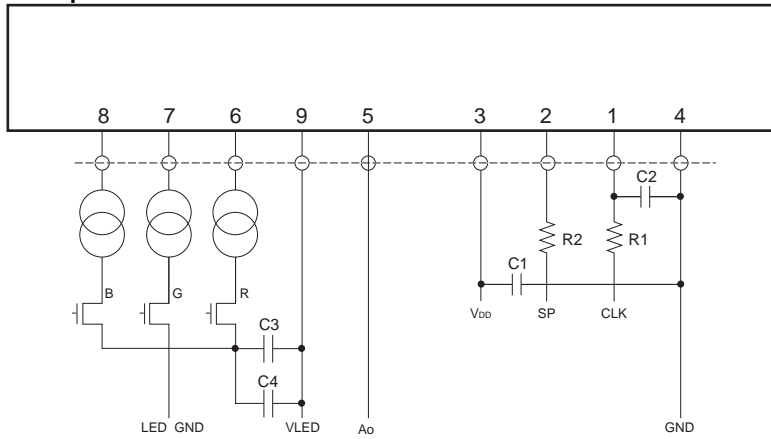 8 7 6 9 5 3 2 1 4
C2
R2 R1
C1
B G R
VDD SP CLK
C3
C4
LED GND VLED Ao GND